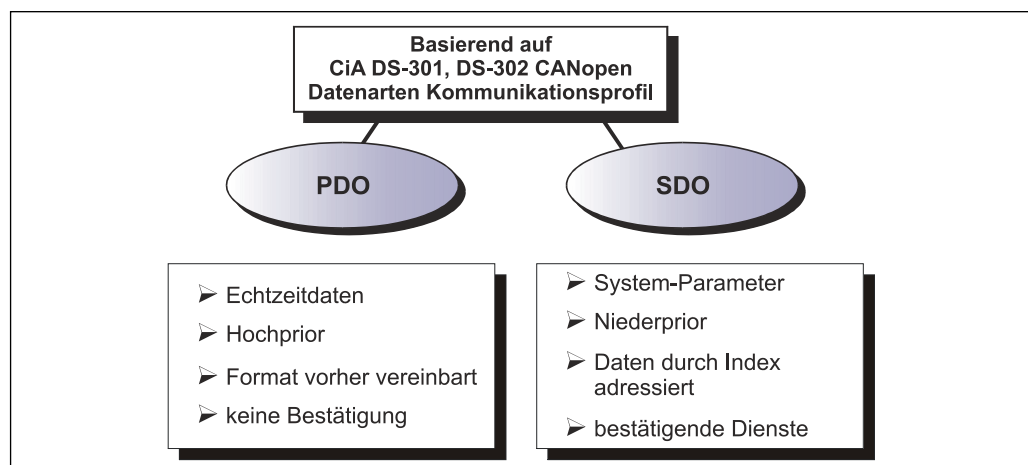 Basierend auf
CiA DS-301, DS-302 CANopen
Datenarten Kommunikationsprofil
PDO
SDO
Echtzeitdaten
Hochprior
Format vorher vereinbart
keine Bestätigung
System-Parameter
Niederprior
Daten durch Index
adressiert
bestätigende Dienste